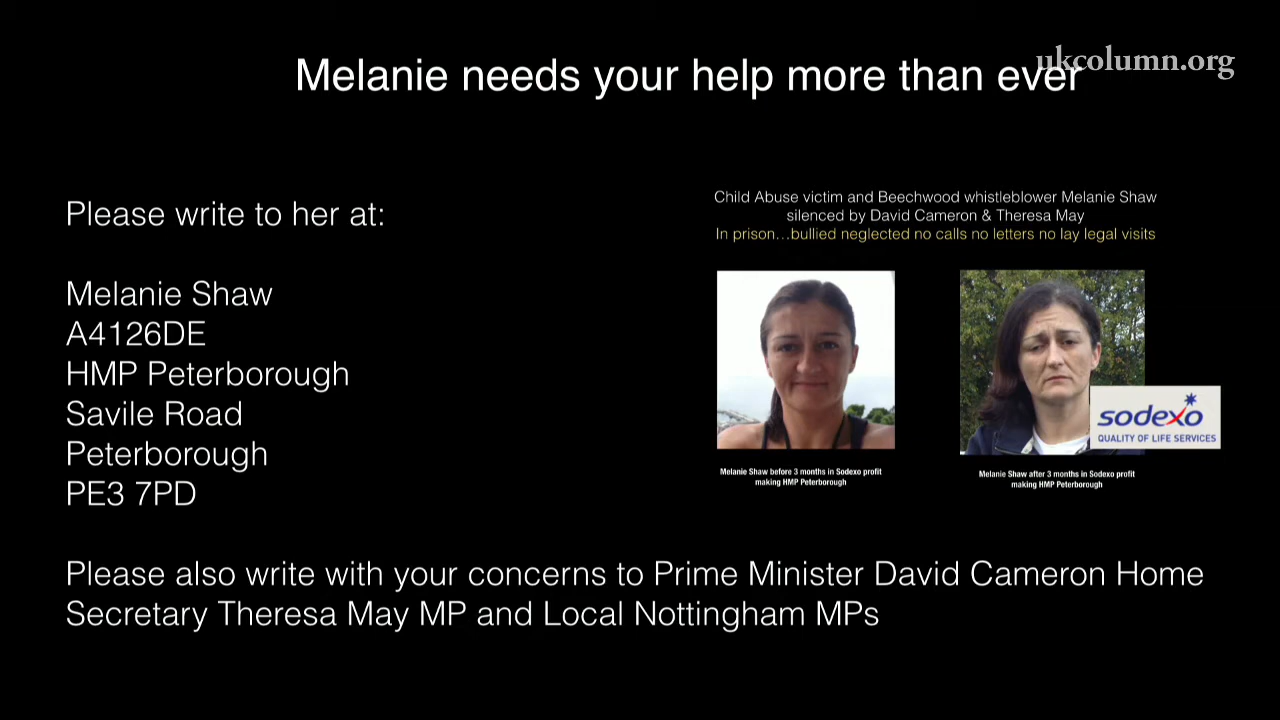 ukcolumn.org
Melanie needs your help more than ever
Please write to her at:
Melanie Shaw
A4126DE
HMP Peterborough
Savile Road
Peterborough
PE3 7PD
Child Abuse victim and Beechwood whistleblower Melanie Shaw
silenced by David Cameron & Theresa May
In prison...bullied neglected no calls no letters no lay legal visits
sodexo
QUALITY OF LIFE SERVICES
Melanie Shaw before 3 months in Sodexo profit
making HMP Peterborough
Melanie Shaw after 3 months in Sodexo profit
making HMP Peterborough
Please also write with your concerns to Prime Minister David Cameron Home
Secretary Theresa May MP and Local Nottingham MPs